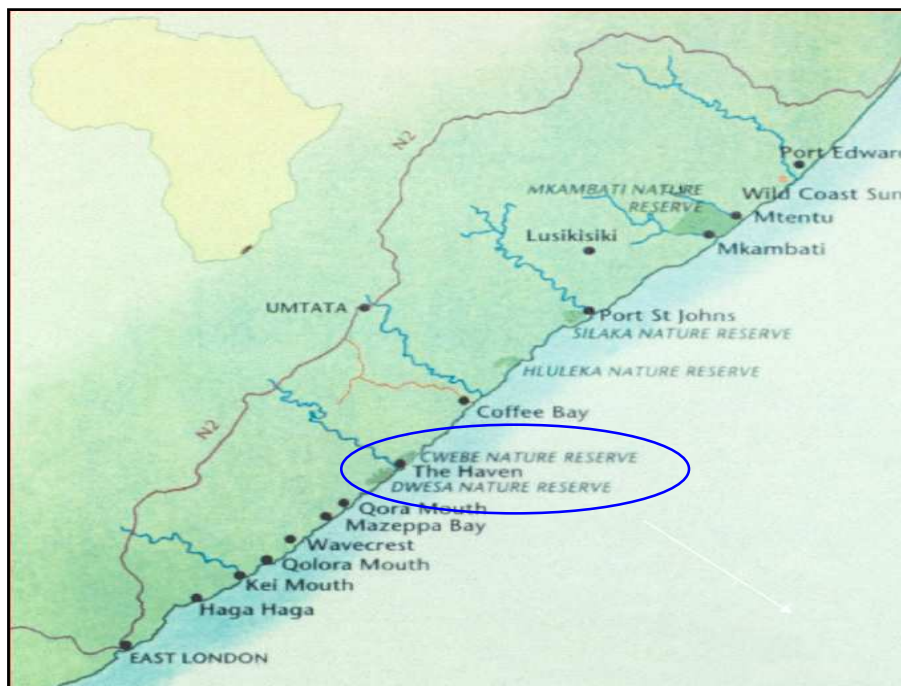 N2
Port Edward
MKAMBATI NATURE
RESERVE
Wild Coast Sun
Mtentu
Lusikisiki
Mkambati
UMTATA
Port St Johns
SILAKA NATURE RESERVE
HLULEKA NATURE RESERVE
Coffee Bay
N2
CWEBE NATURE RESERVE
The Haven
DWESA NATURE RESERVE
Qora Mouth
Mazeppa Bay
Wavecrest
Qolora Mouth
Kei Mouth
Haga Haga
EAST LONDON